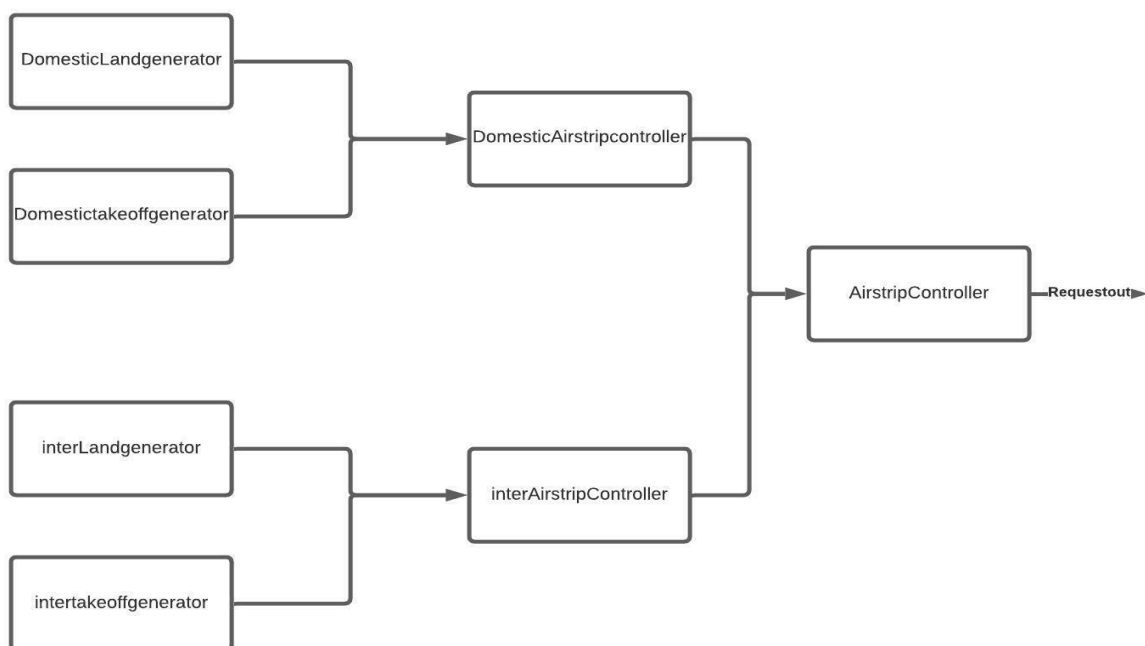 DomesticLandgenerator
Domestictakeoffgenerator
DomesticAirstripcontroller
AirstripController
Requestout
interLandgenerator
intertakeoffgenerator
interAirstripController